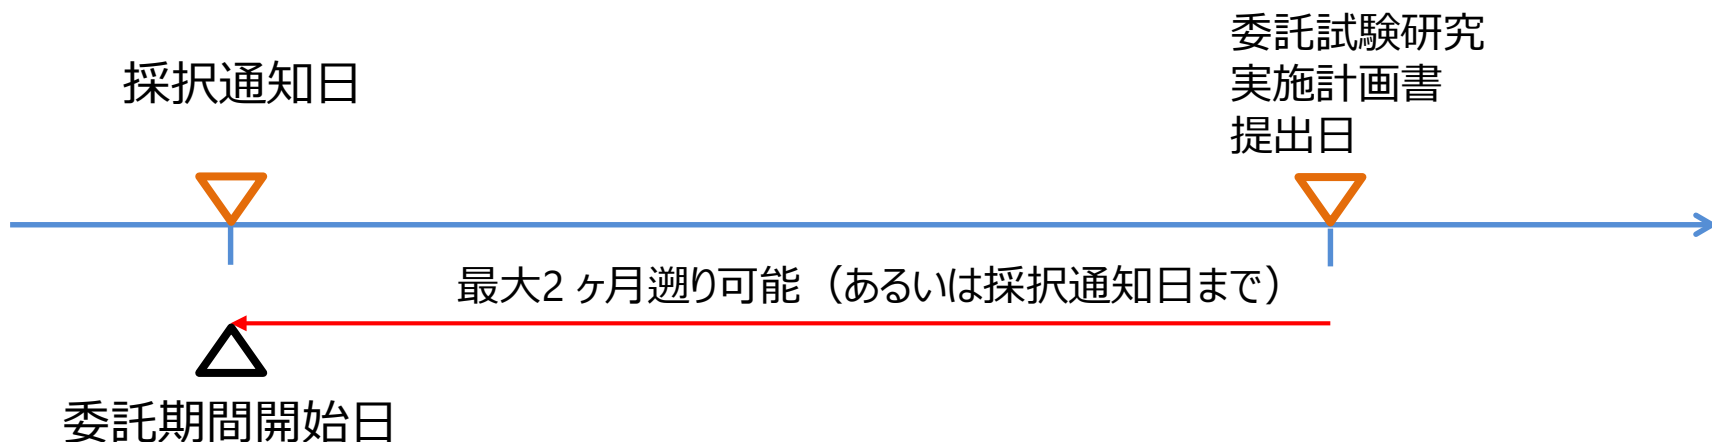 採択通知日
委託試験研究
実施計画書
提出日
最大2ヶ月遡り可能（あるいは採択通知日まで）
委託期間開始日